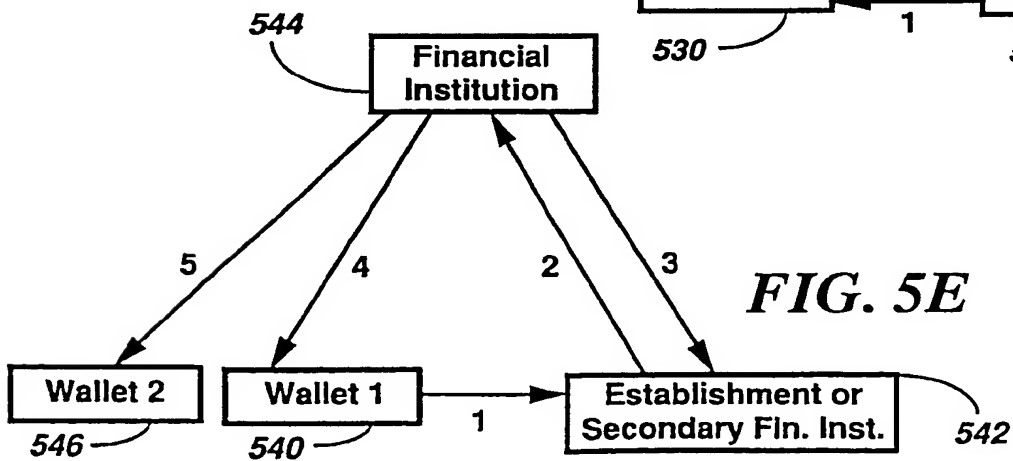 544
530
1
Financial
Institution
5
4
2
3
FIG. 5E
Wallet 2
Wallet 1
1
Establishment or
Secondary Fin. Inst.
546
540
542